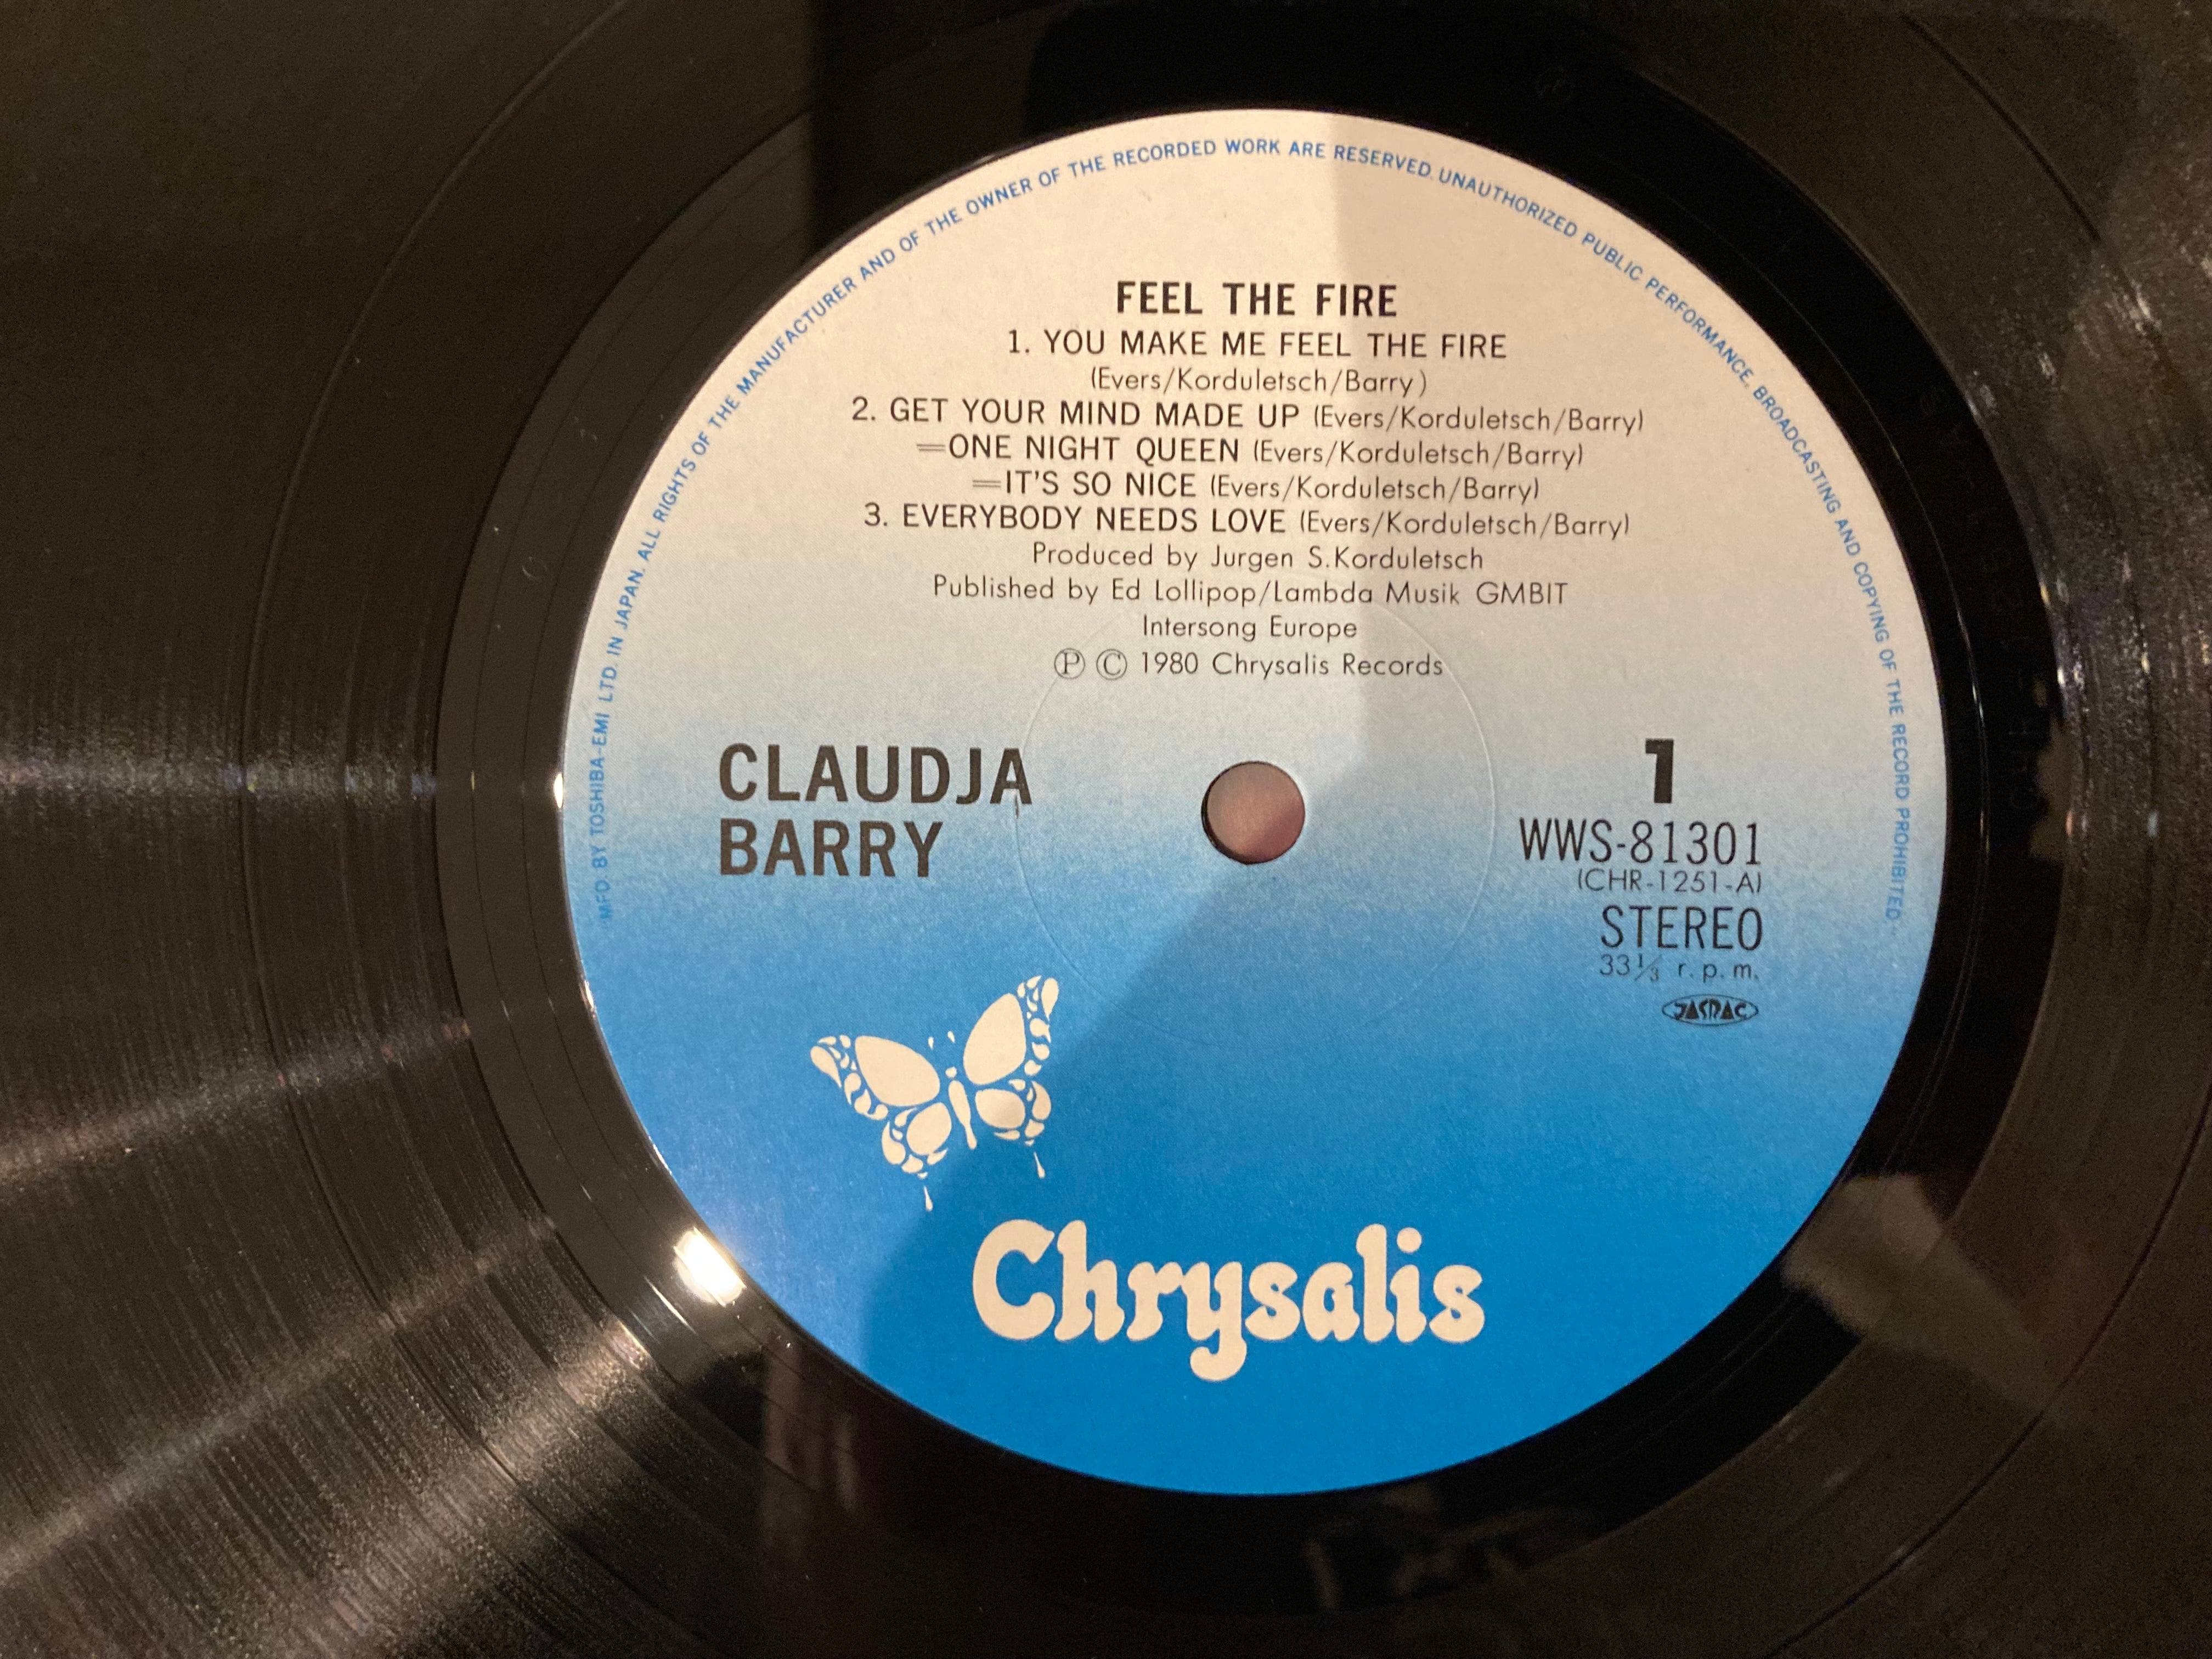 MFD. BY TOSHIBA-EMI LTD. IN JAPAN. ALL RIGHTS OF THE MANUFACTURER AND OF THE OWNER OF THE RECORDED WORK ARE RESERVED. UNAUTHORIZED PUBLIC PERFORMANCE, BROADCASTING AND COPYING OF THE RECORD PROHIBITED.
FEEL THE FIRE
1. YOU MAKE ME FEEL THE FIRE
(Evers/Korduletsch/Barry)
2. GET YOUR MIND MADE UP (Evers/Korduletsch/Barry)
=ONE NIGHT QUEEN (Evers/Korduletsch/Barry)
=IT'S SO NICE (Evers/Korduletsch/Barry)
3. EVERYBODY NEEDS LOVE (Evers/Korduletsch/Barry)
Produced by Jurgen S.Korduletsch
Published by Ed Lollipop/Lambda Musik GMBIT
Intersong Europe
Ⓟ Ⓒ 1980 Chrysalis Records
CLAUDJA
BARRY
1
WWS-81301
(CHR-1251-A)
STEREO
33⅓ r.p.m.
JASRAC
Chrysalis